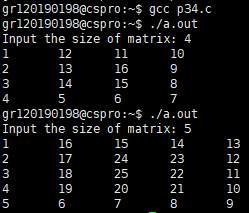 gr120190198@cspro:~$ gcc p34.c
gr120190198@cspro:~$ ./a.out
Input the size of matrix: 4
1 12 11 10
2 13 16 9
3 14 15 8
4 5 6 7
gr120190198@cspro:~$ ./a.out
Input the size of matrix: 5
1 16 15 14 13
2 17 24 23 12
3 18 25 22 11
4 19 20 21 10
5 6 7 8 9